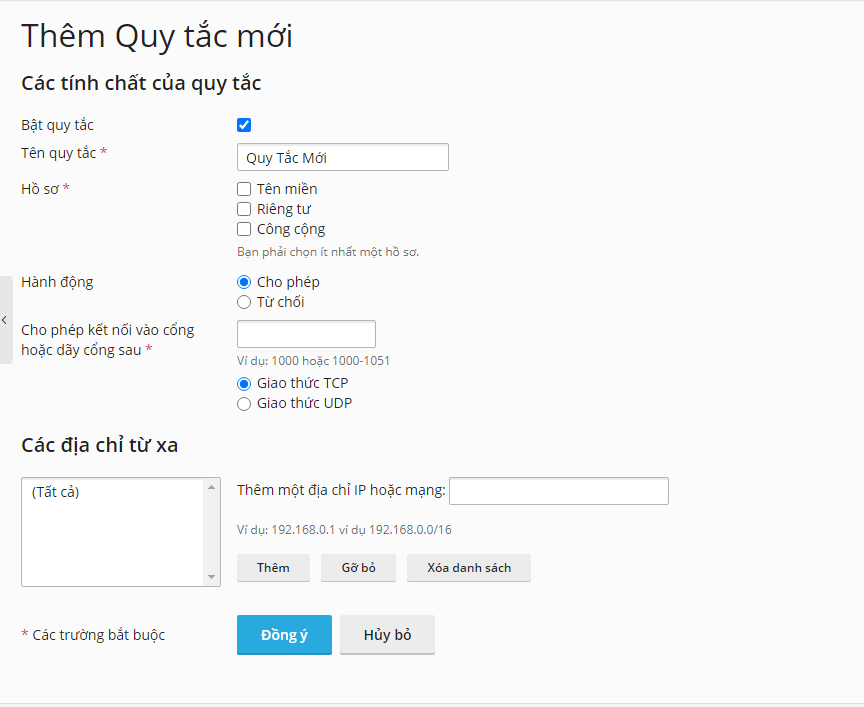 Thêm Quy tắc mới
Các tính chất của quy tắc
Bật quy tắc
Tên quy tắc *
Quy Tắc Mới
Hồ sơ *
Tên miền
Riêng tư
Công cộng
Bạn phải chọn ít nhất một hồ sơ.
Hành động
Cho phép
Từ chối
Cho phép kết nối vào cổng
hoặc dãy cổng sau *
Ví dụ: 1000 hoặc 1000-1051
Giao thức TCP
Giao thức UDP
Các địa chỉ từ xa
(Tất cả)
Thêm một địa chỉ IP hoặc mạng:
Ví dụ: 192.168.0.1 ví dụ 192.168.0.0/16
Thêm Gỡ bỏ Xóa danh sách
* Các trường bắt buộc
Đồng ý Hủy bỏ